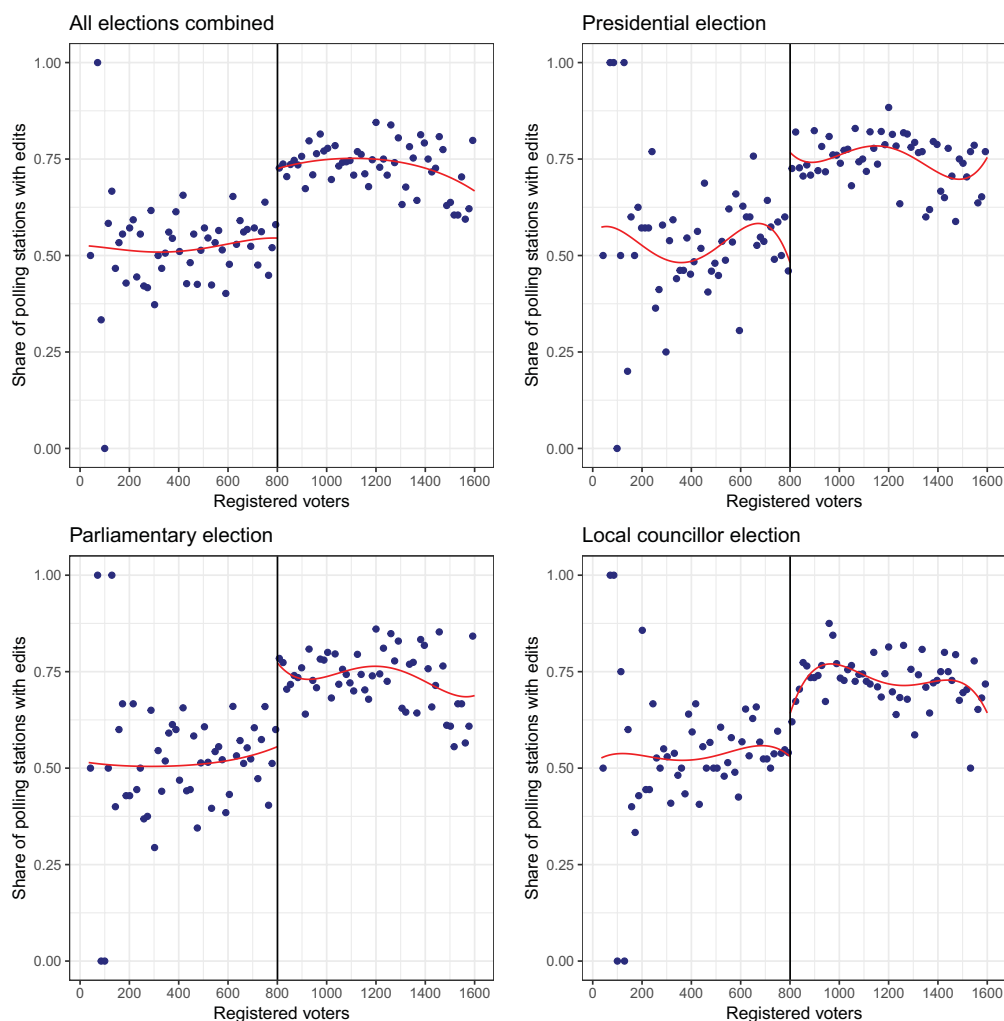 All elections combined
Share of polling stations with edits
1.00
0.75
0.50
0.25
0.00
0 200 400 600 800 1000 1200 1400 1600
Registered voters
Presidential election
Share of polling stations with edits
1.00
0.75
0.50
0.25
0.00
0 200 400 600 800 1000 1200 1400 1600
Registered voters
Parliamentary election
Share of polling stations with edits
1.00
0.75
0.50
0.25
0.00
0 200 400 600 800 1000 1200 1400 1600
Registered voters
Local councillor election
Share of polling stations with edits
1.00
0.75
0.50
0.25
0.00
0 200 400 600 800 1000 1200 1400 1600
Registered voters